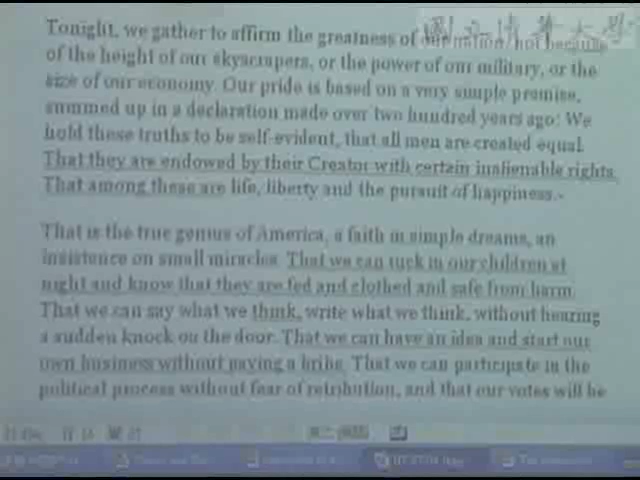 國立清華大學
Tonight, we gather to affirm the greatness of our nation, not because
of the height of our skyscrapers, or the power of our military, or the
size of our economy. Our pride is based on a very simple premise,
summed up in a declaration made over two hundred years ago: We
hold these truths to be self-evident, that all men are created equal.
That they are endowed by their Creator with certain inalienable rights.
That among these are life, liberty and the pursuit of happiness.
That is the true genius of America, a faith in simple dreams, an
insistence on small miracles. That we can tuck in our children at
night and know that they are fed and clothed and safe from harm.
That we can say what we think, write what we think, without hearing
a sudden knock on the door. That we can have an idea and start our
own business without paying a bribe. That we can participate in the
political process without fear of retribution, and that our votes will be